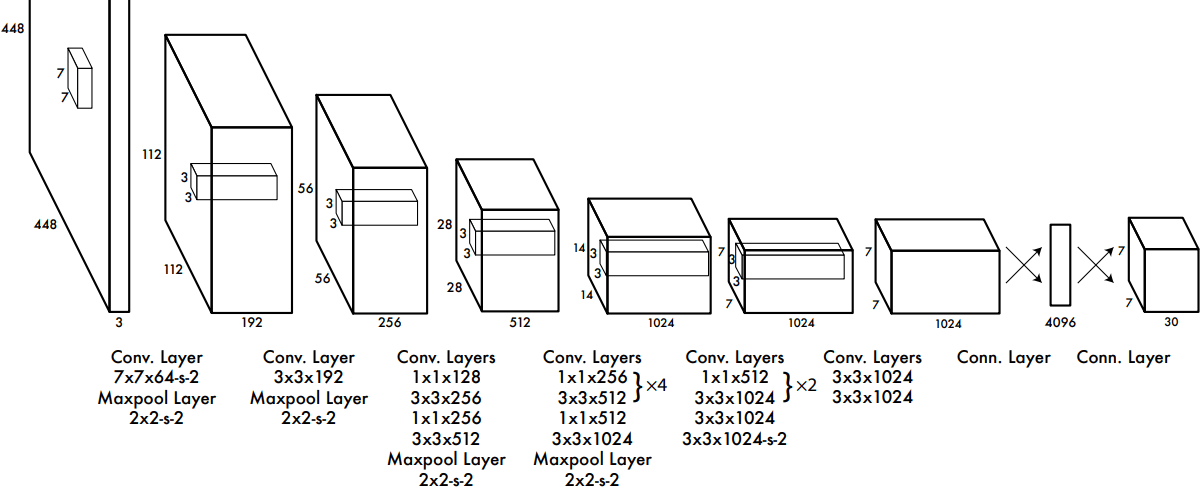 448
7
7
448
3
112
3
3
112
192
56
3
3
56
256
28
3
3
28
512
14
3
3
14
1024
7
3
3
7
1024
7
7
1024
4096
7
7
30
Conv. Layer
7x7x64-s-2
Maxpool Layer
2x2-s-2
Conv. Layer
3x3x192
Maxpool Layer
2x2-s-2
Conv. Layers
1x1x128
3x3x256
1x1x256
3x3x512
Maxpool Layer
2x2-s-2
Conv. Layers
1x1x256
3x3x512
}×4
1x1x512
3x3x1024
Maxpool Layer
2x2-s-2
Conv. Layers
1x1x512
3x3x1024
}×2
3x3x1024
3x3x1024-s-2
Conv. Layers
3x3x1024
3x3x1024
Conn. Layer
Conn. Layer